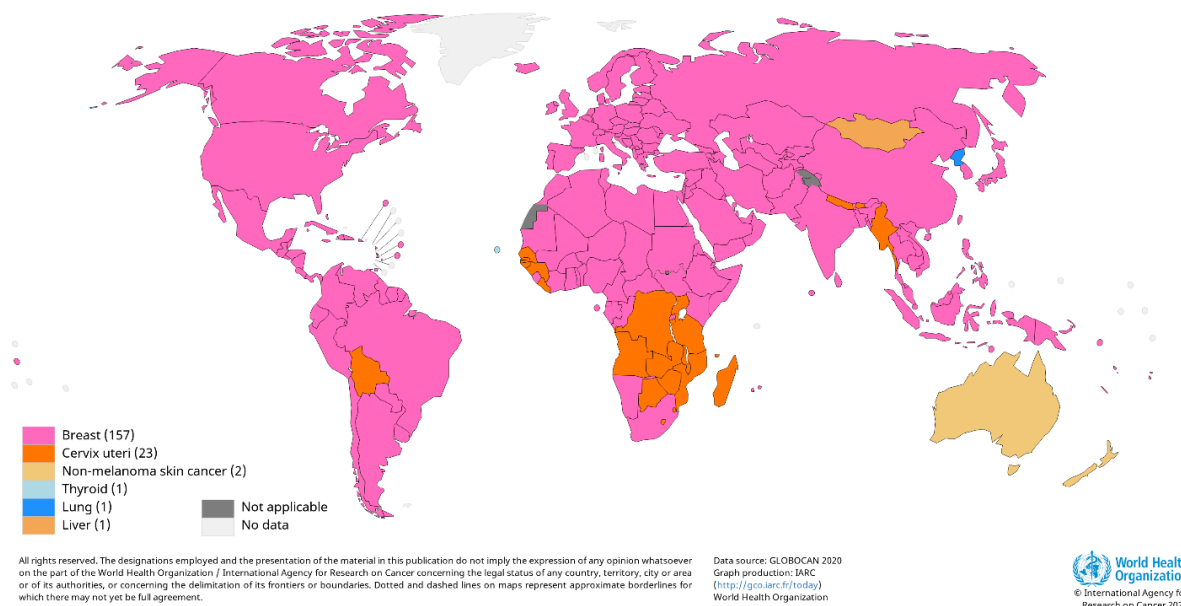 Breast (157)
Cervix uteri (23)
Non-melanoma skin cancer (2)
Thyroid (1)
Lung (1)
Liver (1)
Not applicable
No data
All rights reserved. The designations employed and the presentation of the material in this publication do not imply the expression of any opinion whatsoever
on the part of the World Health Organization / International Agency for Research on Cancer concerning the legal status of any country, territory, city or area
or of its authorities, or concerning the delimitation of its frontiers or boundaries. Dotted and dashed lines on maps represent approximate borderlines for
which there may not yet be full agreement.
Data source: GLOBOCAN 2020
Graph production: IARC
(http://gco.iarc.fr/today)
World Health Organization
World Healt
Organizatio
© International Agency fo
Research on Cancer 202